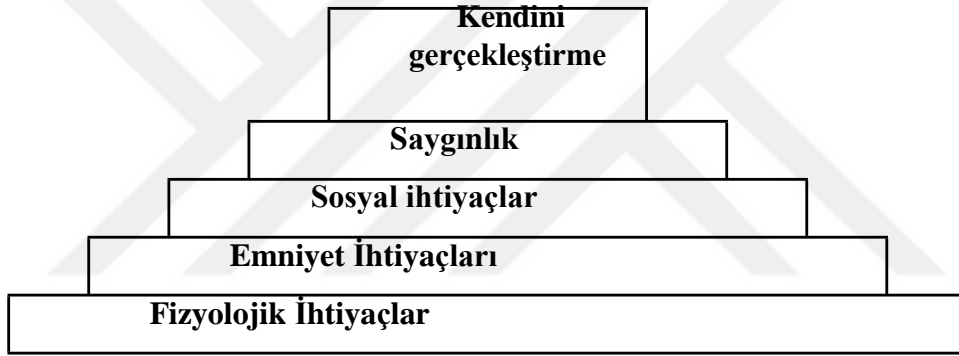 Kendini
gerçekleştirme
Saygınlık
Sosyal ihtiyaçlar
Emniyet İhtiyaçları
Fizyolojik İhtiyaçlar